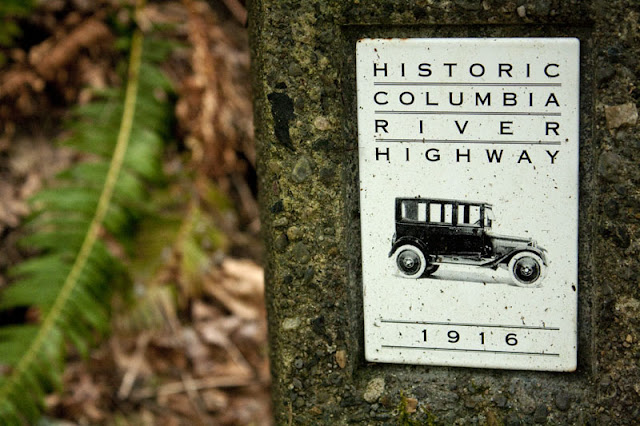 HISTORIC
COLUMBIA
RIVER
HIGHWAY
1916